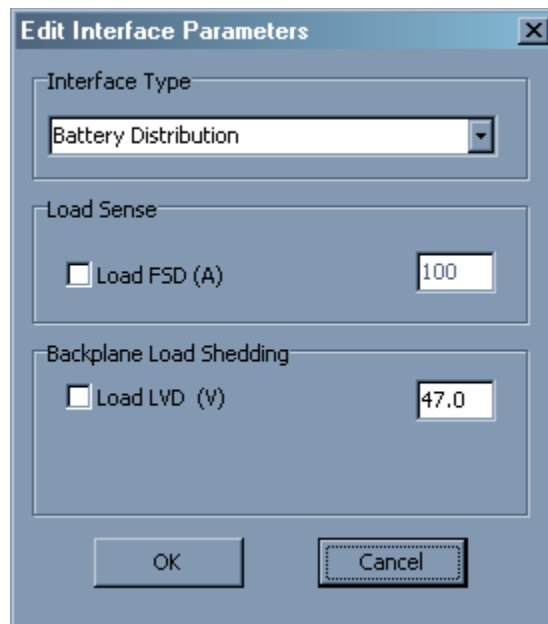 Edit Interface Parameters
Interface Type
Battery Distribution
Load Sense
Load FSD (A) 100
Backplane Load Shedding
Load LVD (V) 47.0
OK Cancel